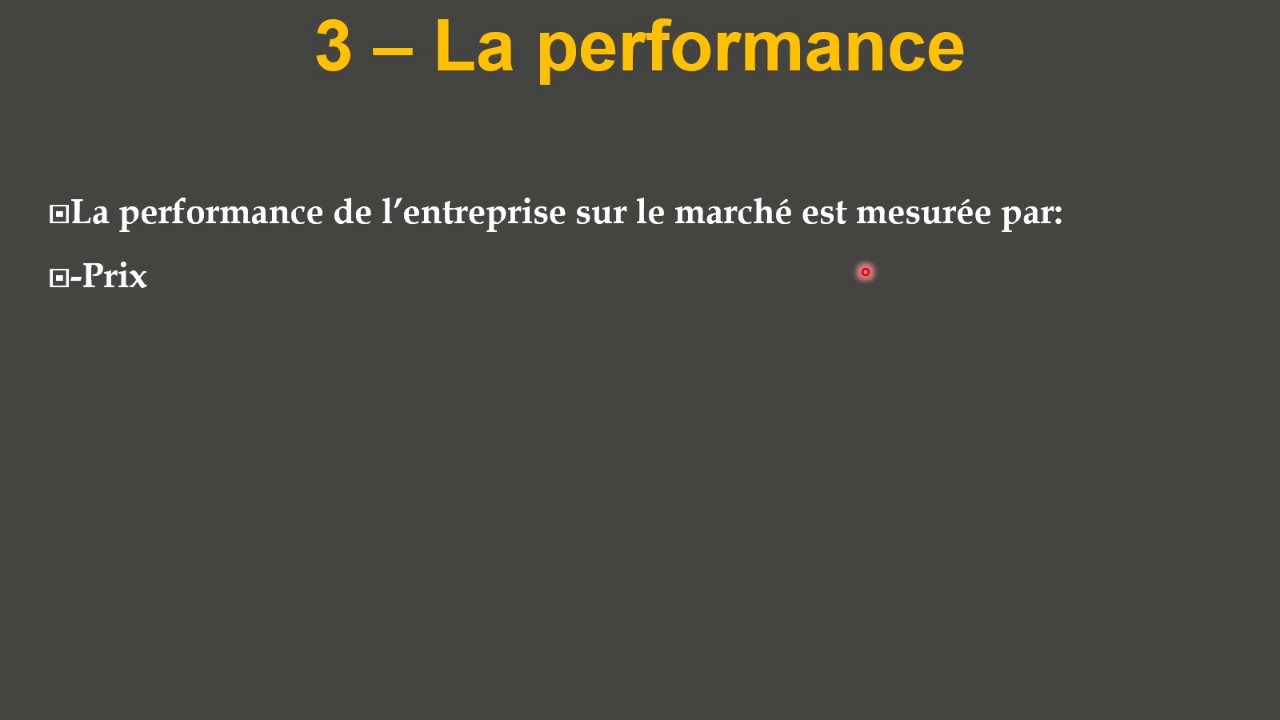 3 – La performance
La performance de l’entreprise sur le marché est mesurée par:
-Prix